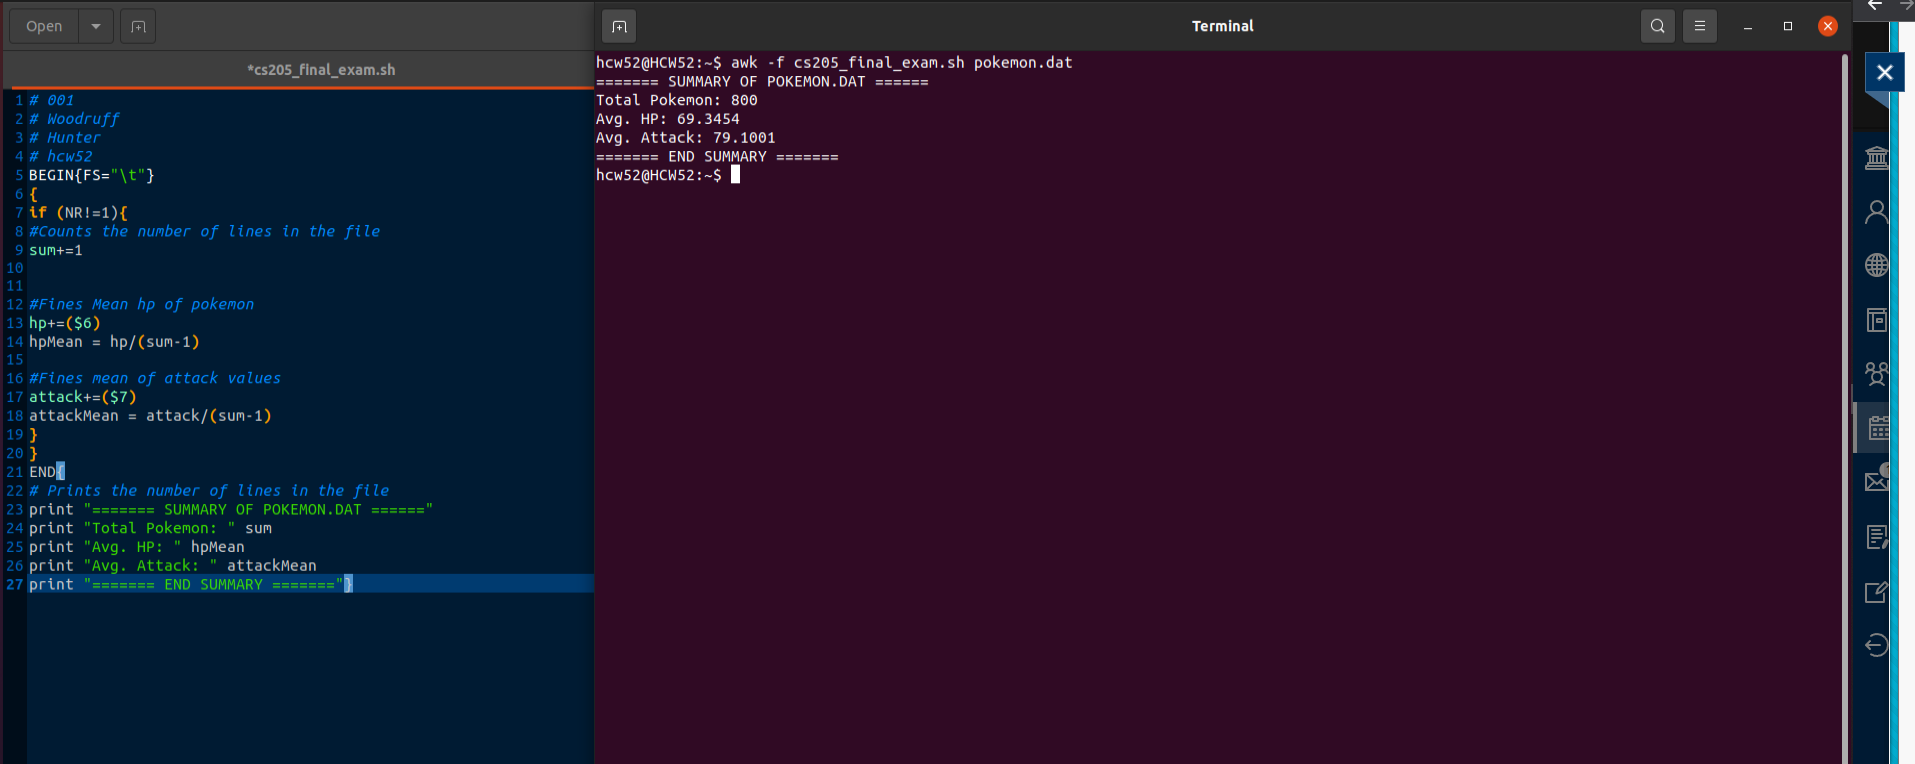 Open
*cs205_final_exam.sh
1 # 001
2 # Woodruff
3 # Hunter
4 # hcw52
5 BEGIN{FS="\t"}
6 {
7 if (NR!=1){
8 #Counts the number of lines in the file
9 sum+=1
10
11
12 #Fines Mean hp of pokemon
13 hp+=($6)
14 hpMean = hp/(sum-1)
15
16 #Fines mean of attack values
17 attack+=($7)
18 attackMean = attack/(sum-1)
19 }
20 }
21 END{
22 # Prints the number of lines in the file
23 print "======= SUMMARY OF POKEMON.DAT ======"
24 print "Total Pokemon: " sum
25 print "Avg. HP: " hpMean
26 print "Avg. Attack: " attackMean
27 print "======= END SUMMARY ======="}
Terminal
hcw52@HCW52:~$ awk -f cs205_final_exam.sh pokemon.dat
======= SUMMARY OF POKEMON.DAT ======
Total Pokemon: 800
Avg. HP: 69.3454
Avg. Attack: 79.1001
======= END SUMMARY =======
hcw52@HCW52:~$